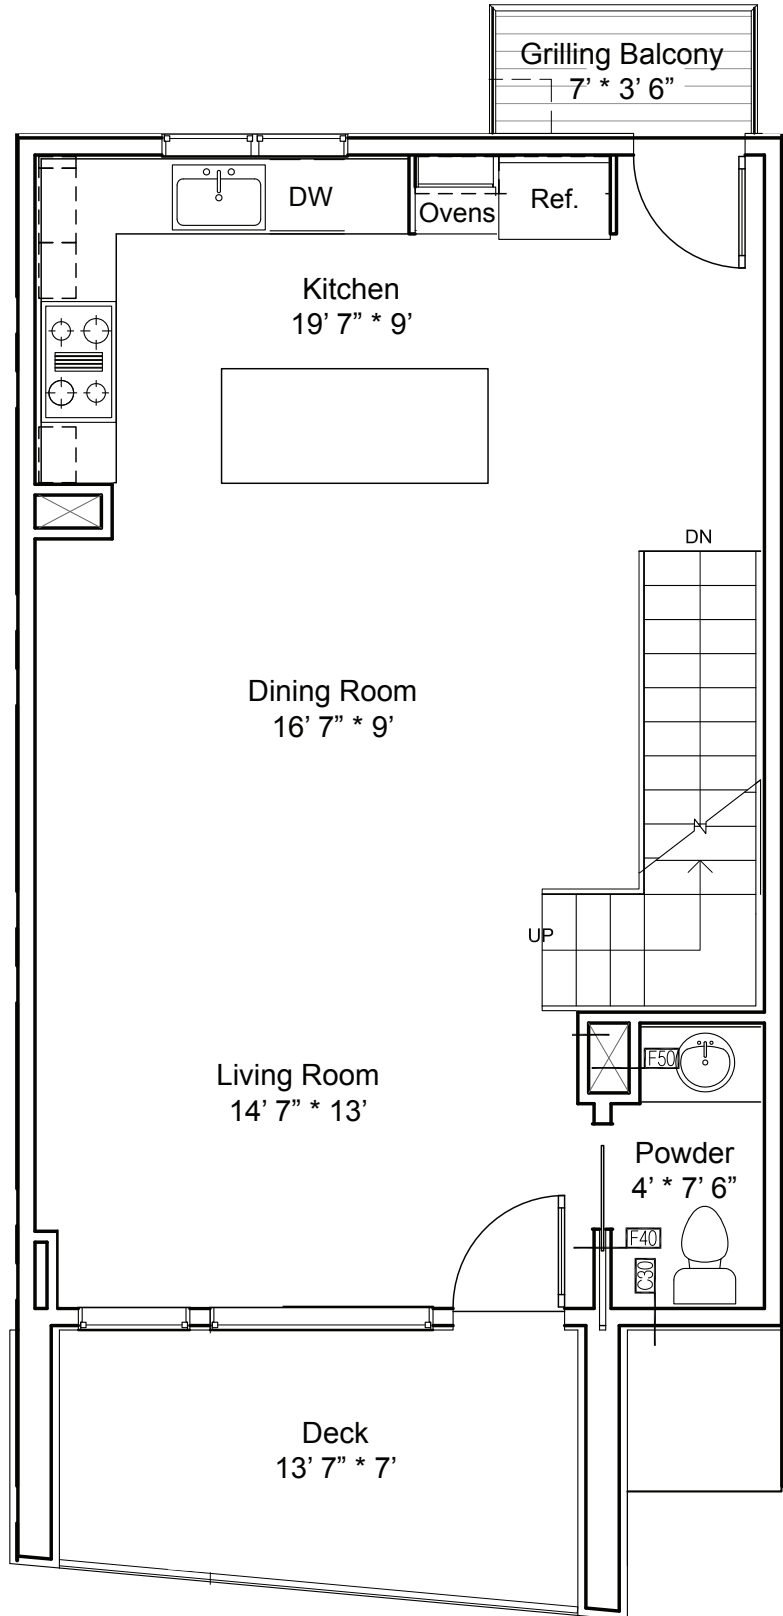 Grilling Balcony
7’ * 3’ 6”
DW
Ovens
Ref.
Kitchen
19’ 7” * 9’
DN
Dining Room
16’ 7” * 9’
UP
F50
Living Room
14’ 7” * 13’
Powder
4’ * 7’ 6”
F40
C30
Deck
13’ 7” * 7’